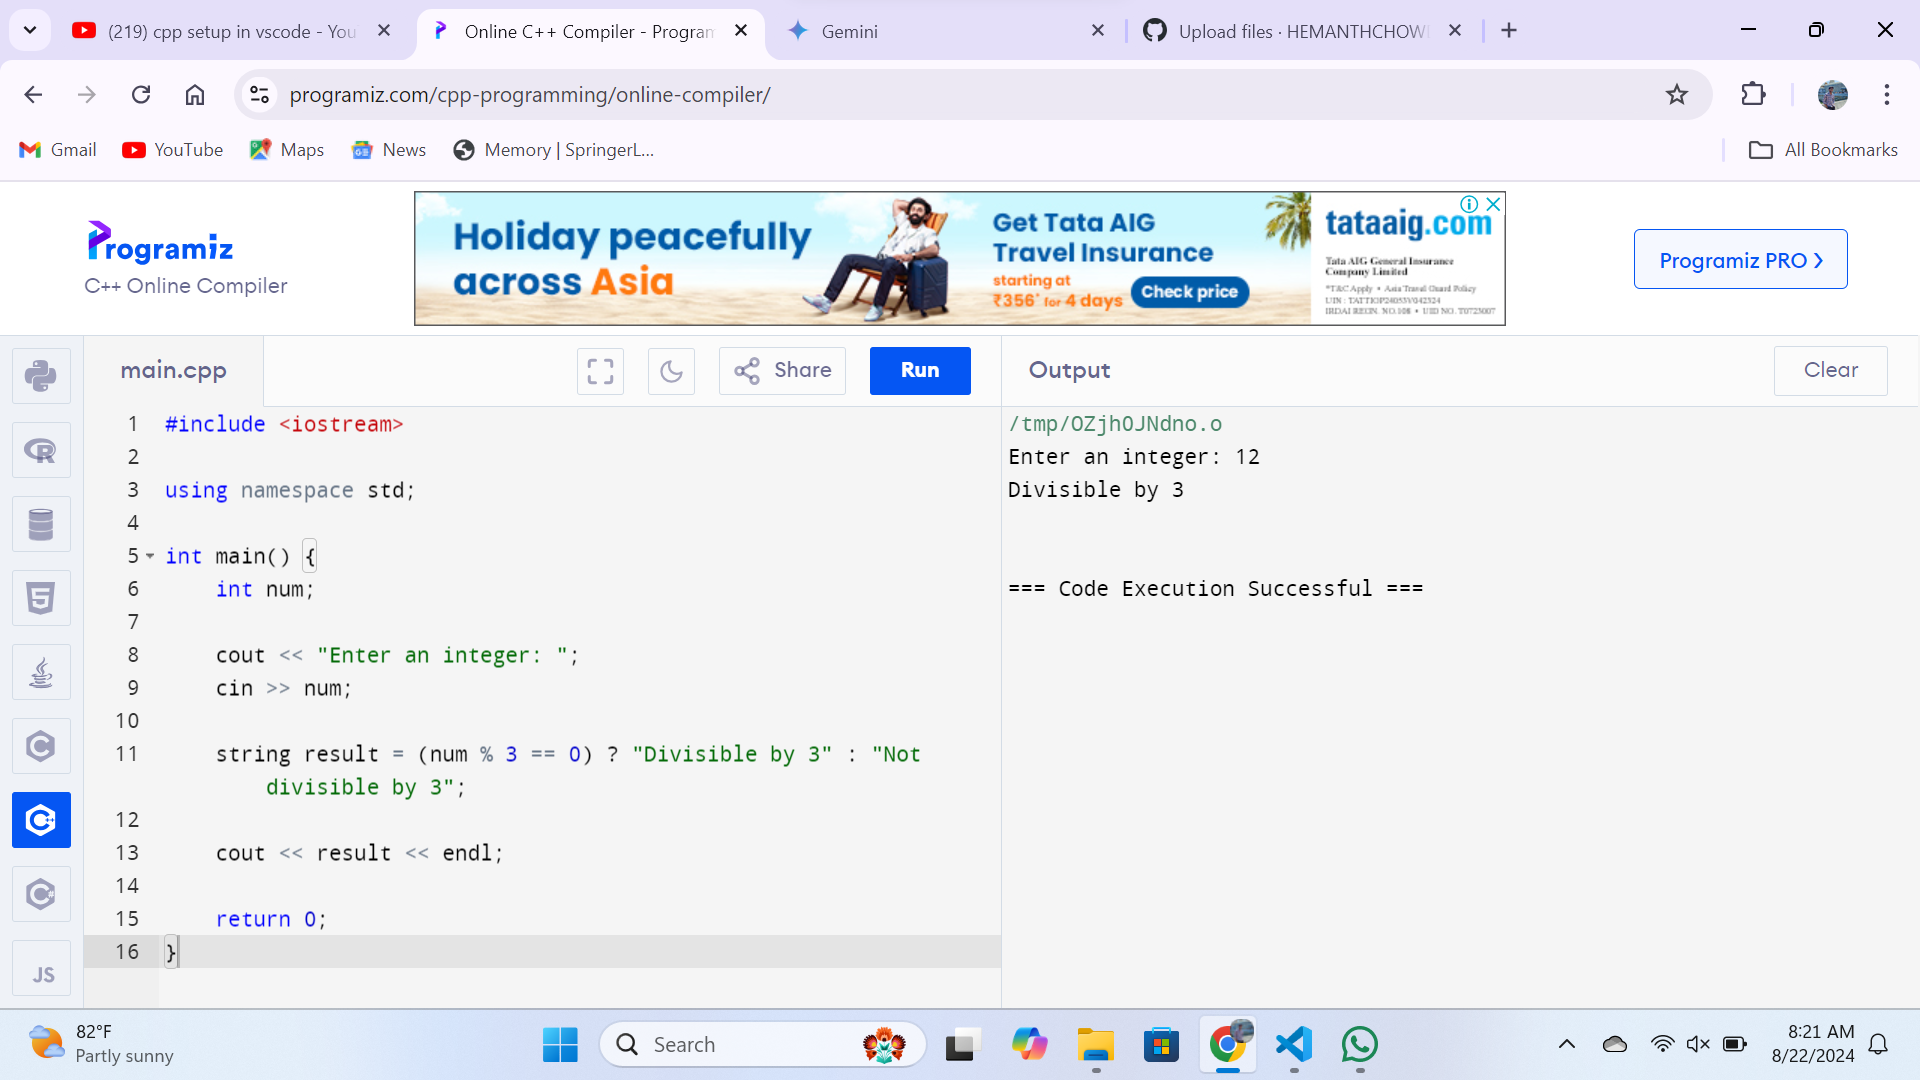 (219) cpp setup in vscode - You
Online C++ Compiler - Program
Gemini
Upload files · HEMANTHCHOW
programiz.com/cpp-programming/online-compiler/
Gmail
YouTube
Maps
News
Memory | SpringerL...
All Bookmarks
Programiz
C++ Online Compiler
Holiday peacefully
across Asia
Get Tata AIG
Travel Insurance
starting at
₹356* for 4 days
Check price
tataaig.com
Tata AIG General Insurance
Company Limited
*T&C Apply • Asia Travel Guard Policy
UIN : TATTIOP24053V042324
IRDAI REGN. NO.108 • UID NO. T0723007
Programiz PRO ❯
main.cpp
Share
Run
Output
Clear
1 #include <iostream>
2
3 using namespace std;
4
5 int main() {
6     int num;
7
8     cout << "Enter an integer: ";
9     cin >> num;
10
11     string result = (num % 3 == 0) ? "Divisible by 3" : "Not
divisible by 3";
12
13     cout << result << endl;
14
15     return 0;
16 }
JS
/tmp/OZjh0JNdno.o
Enter an integer: 12
Divisible by 3
=== Code Execution Successful ===
82°F
Partly sunny
Search
8:21 AM
8/22/2024